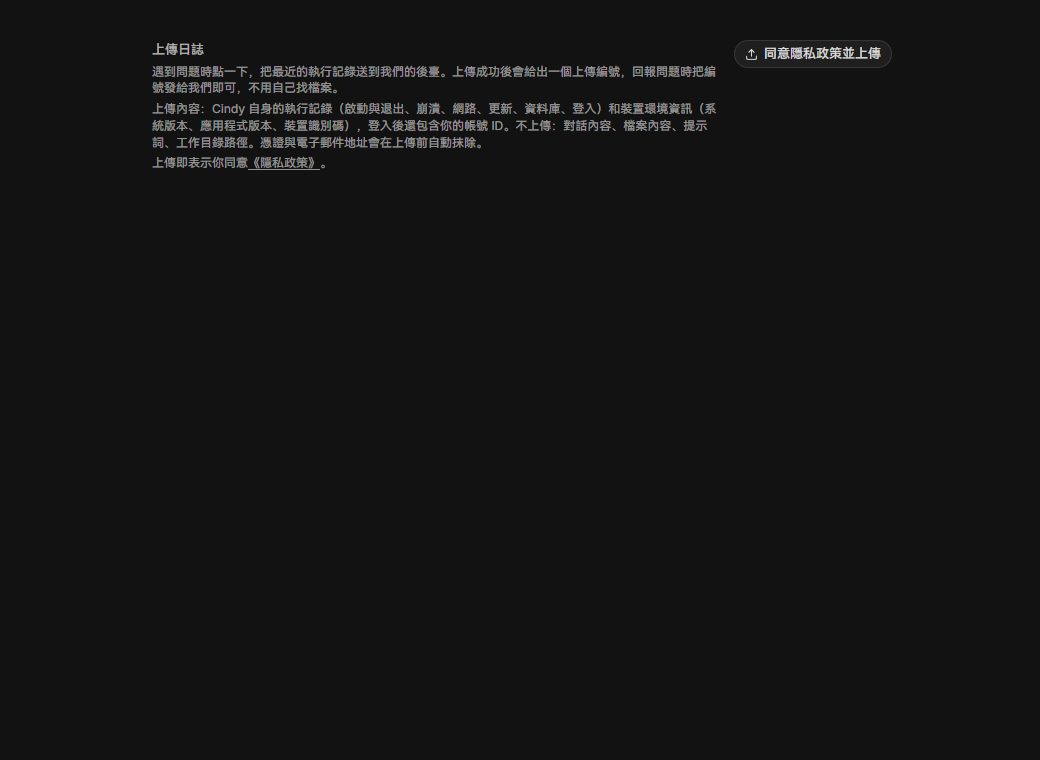 上傳日誌
同意隱私政策並上傳
遇到問題時點一下，把最近的執行記錄送到我們的後臺。上傳成功後會給出一個上傳編號，回報問題時把編
號發給我們即可，不用自己找檔案。
上傳內容：Cindy 自身的執行記錄（啟動與退出、崩潰、網路、更新、資料庫、登入）和裝置環境資訊（系
統版本、應用程式版本、裝置識別碼），登入後還包含你的帳號 ID。不上傳：對話內容、檔案內容、提示
詞、工作目錄路徑。憑證與電子郵件地址會在上傳前自動抹除。
上傳即表示你同意《隱私政策》。